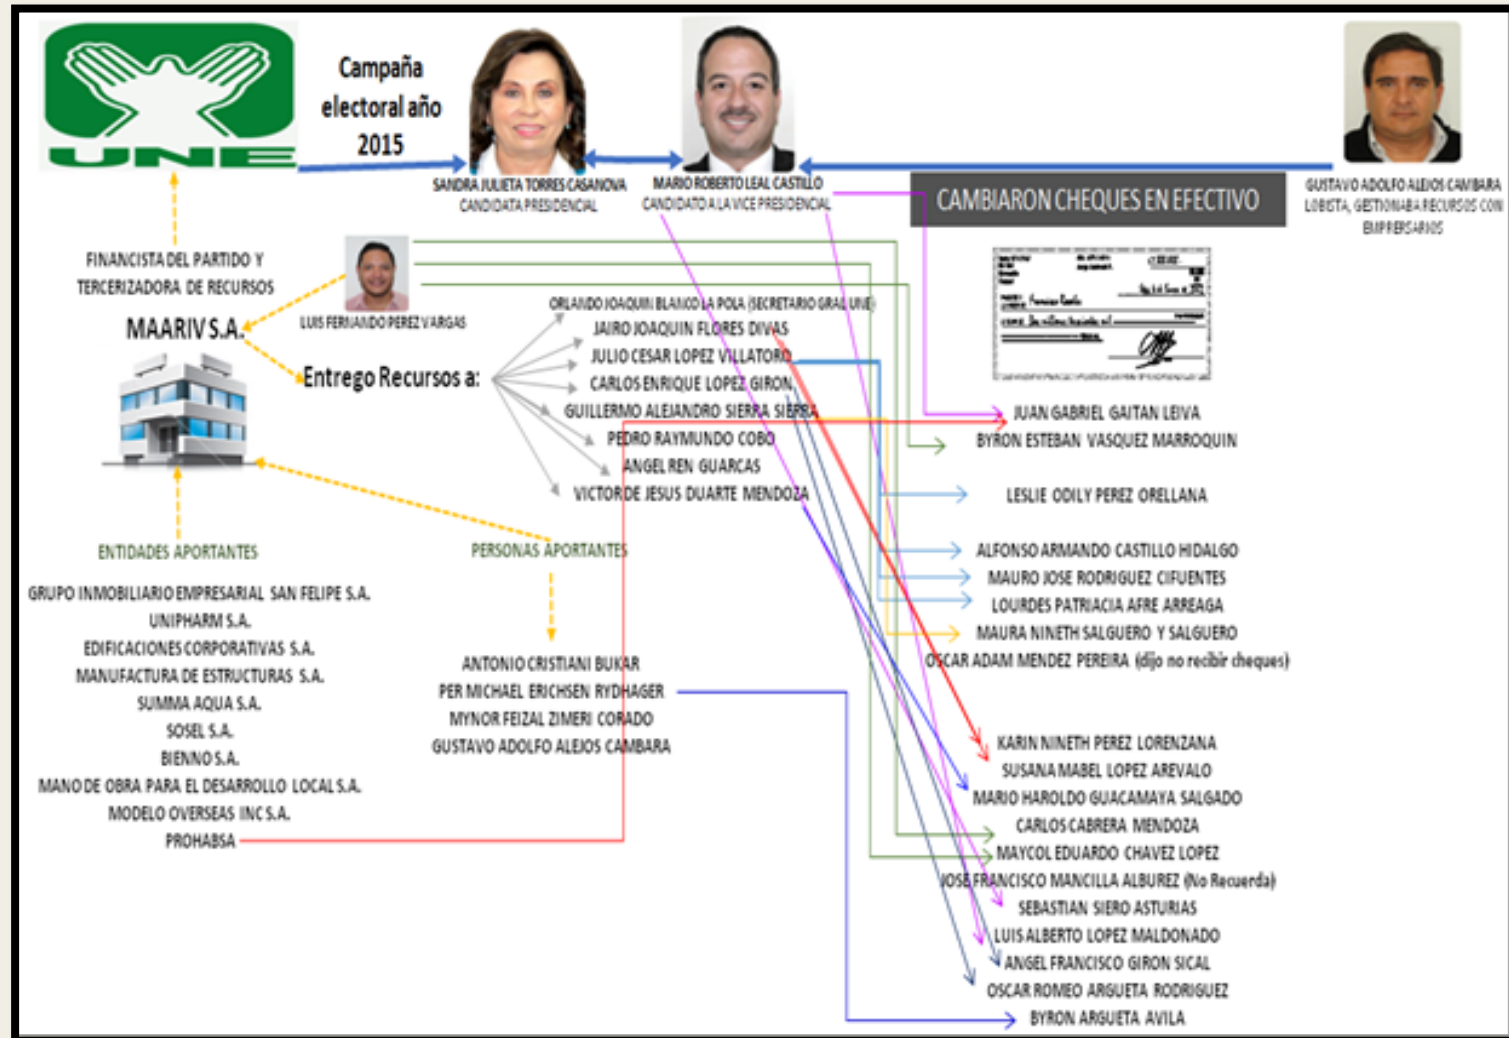 UNE
Campaña
electoral año
2015
SANDRA JULIETA TORRES CASANOVA
CANDIDATA PRESIDENCIAL
MARIO ROBERTO LEAL CASTILLO
CANDIDATO A LA VICE PRESIDENCIAL
CAMBIARON CHEQUES EN EFECTIVO
GUSTAVO ADOLFO ALEJOS CAMBARA
LOBISTA, GESTIONABA RECURSOS CON
EMPRERSARIOS
FINANCISTA DEL PARTIDO Y
TERCERIZADORA DE RECURSOS
MAARIV S.A.
LUIS FERNANDO PEREZ VARGAS
Entrego Recursos a:
ORLANDO JOAQUIN BLANCO LA POLA (SECRETARIO GRAL UNE)
JAIRO JOAQUIN FLORES DIVAS
JULIO CESAR LOPEZ VILLATORO
CARLOS ENRIQUE LOPEZ GIRON
GUILLERMO ALEJANDRO SIERRA SIERRA
PEDRO RAYMUNDO COBO
ANGEL REN GUARCAS
VICTOR DE JESUS DUARTE MENDOZA
ENTIDADES APORTANTES
GRUPO INMOBILIARIO EMPRESARIAL SAN FELIPE S.A.
UNIPHARM S.A.
EDIFICACIONES CORPORATIVAS S.A.
MANUFACTURA DE ESTRUCTURAS S.A.
SUMMA AQUA S.A.
SOSEL S.A.
BIENNO S.A.
MANO DE OBRA PARA EL DESARROLLO LOCAL S.A.
MODELO OVERSEAS INC S.A.
PROHABSA
PERSONAS APORTANTES
ANTONIO CRISTIANI BUKAR
PER MICHAEL ERICHSEN RYDHAGER
MYNOR FEIZAL ZIMERI CORADO
GUSTAVO ADOLFO ALEJOS CAMBARA
JUAN GABRIEL GAITAN LEIVA
BYRON ESTEBAN VASQUEZ MARROQUIN
LESLIE ODILY PEREZ ORELLANA
ALFONSO ARMANDO CASTILLO HIDALGO
MAURO JOSE RODRIGUEZ CIFUENTES
LOURDES PATRIACIA AFRE ARREAGA
MAURA NINETH SALGUERO Y SALGUERO
OSCAR ADAM MENDEZ PEREIRA (dijo no recibir cheques)
KARIN NINETH PEREZ LORENZANA
SUSANA MABEL LOPEZ AREVALO
MARIO HAROLDO GUACAMAYA SALGADO
CARLOS CABRERA MENDOZA
MAYCOL EDUARDO CHAVEZ LOPEZ
JOSE FRANCISCO MANCILLA ALBUREZ (No Recuerda)
SEBASTIAN SIERO ASTURIAS
LUIS ALBERTO LOPEZ MALDONADO
ANGEL FRANCISCO GIRON SICAL
OSCAR ROMEO ARGUETA RODRIGUEZ
BYRON ARGUETA AVILA